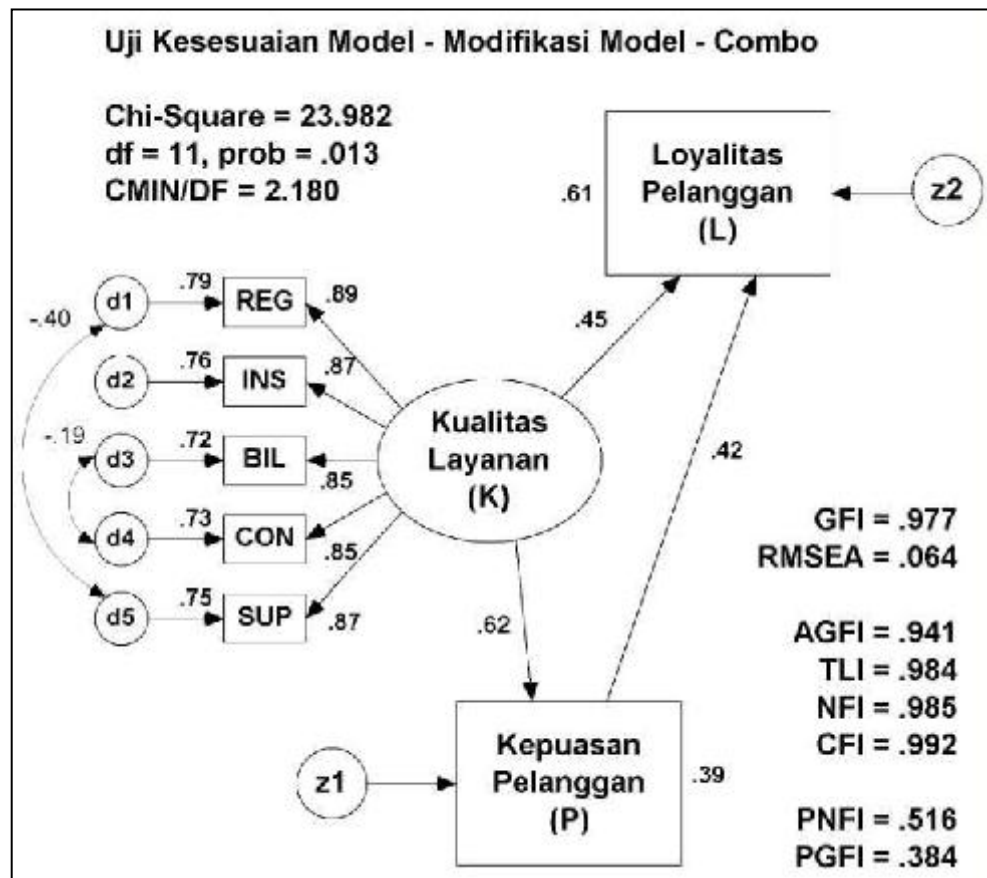 Uji Kesesuaian Model - Modifikasi Model - Combo
Chi-Square = 23.982
df = 11, prob = .013
CMIN/DF = 2.180
Loyalitas
Pelanggan
(L)
.61
z2
d1
.79
REG
.89
-.40
.45
d2
.76
INS
.87
Kualitas
Layanan
(K)
-.19
d3
.72
BIL
.85
.42
d4
.73
CON
.85
d5
.75
SUP
.87
.62
GFI = .977
RMSEA = .064
AGFI = .941
TLI = .984
NFI = .985
CFI = .992
Kepuasan
Pelanggan
(P)
z1
.39
PNFI = .516
PGFI = .384